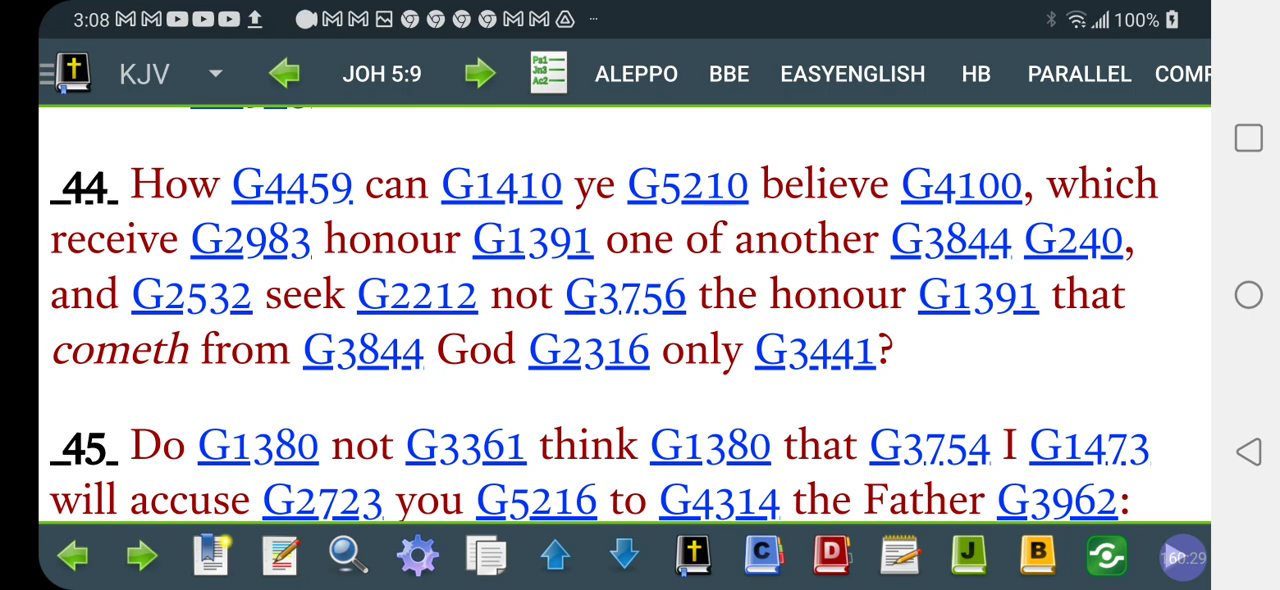 3:08 100%
KJV JOH 5:9 ALEPPO BBE EASYENGLISH HB PARALLEL
44 How G4459 can G1410 ye G5210 believe G4100, which
receive G2983 honour G1391 one of another G3844 G240,
and G2532 seek G2212 not G3756 the honour G1391 that
cometh from G3844 God G2316 only G3441?
45 Do G1380 not G3361 think G1380 that G3754 I G1473
will accuse G2723 you G5216 to G4314 the Father G3962:
C D J B 160:29